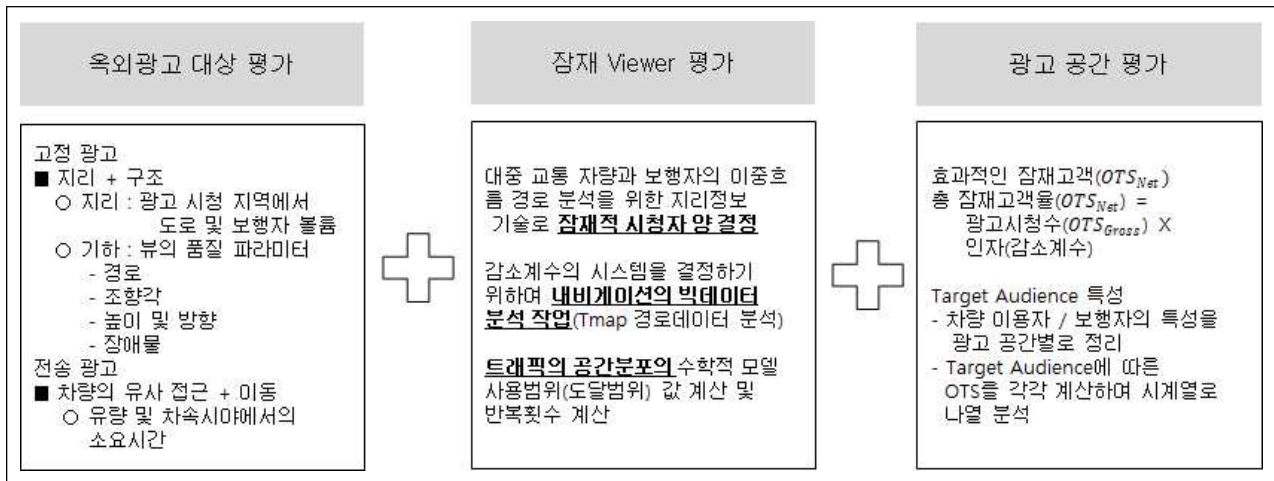 옥외광고 대상 평가
고정 광고
■ 지리 + 구조
○ 지리 : 광고 시청 지역에서
도로 및 보행자 볼륨
○ 기하 : 뷰의 품질 파라미터
- 경로
- 조향각
- 높이 및 방향
- 장애물
전송 광고
■ 차량의 유사 접근 + 이동
○ 유량 및 차속시야에서의
소요시간
잠재 Viewer 평가
대중 교통 차량과 보행자의 이중흐
름 경로 분석을 위한 지리정보
기술로 잠재적 시청자 양 결정
감소계수의 시스템을 결정하기
위하여 내비게이션의 빅데이터
분석 작업(Tmap 경로데이터 분석)
트래픽의 공간분포의 수학적 모델
사용범위(도달범위) 값 계산 및
반복횟수 계산
광고 공간 평가
효과적인 잠재고객(OTS_Net)
총 잠재고객율(OTS_Net) =
광고시청수(OTS_Gross) X
인자(감소계수)
Target Audience 특성
- 차량 이용자 / 보행자의 특성을
광고 공간별로 정리
- Target Audience에 따른
OTS를 각각 계산하여 시계열로
나열 분석